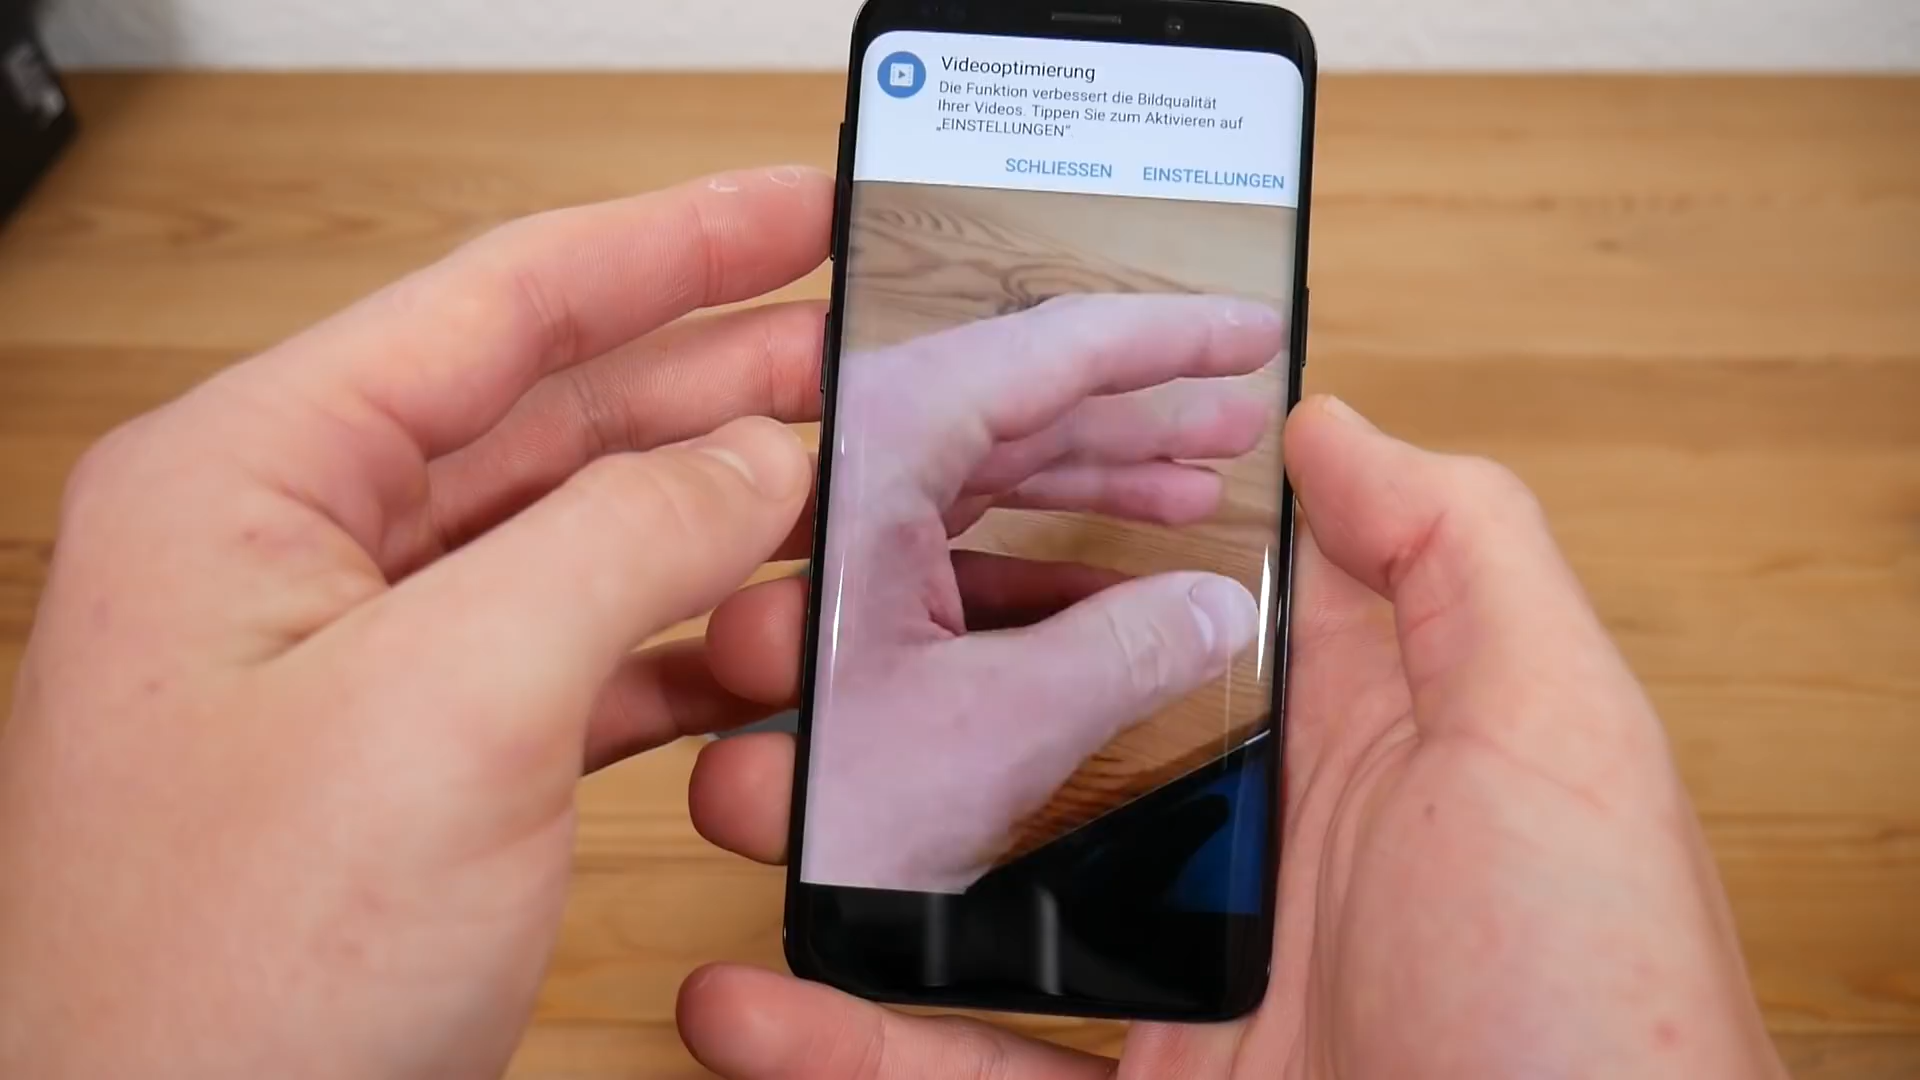 Videooptimierung
Die Funktion verbessert die Bildqualität
Ihrer Videos. Tippen Sie zum Aktivieren auf
„EINSTELLUNGEN“.
SCHLIESSEN EINSTELLUNGEN